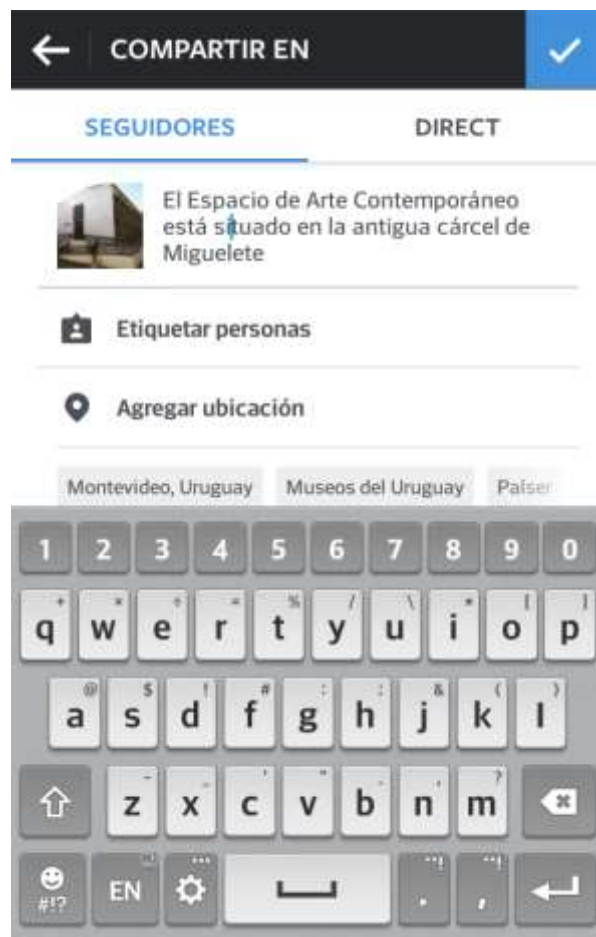 COMPARTIR EN
SEGUIDORES DIRECT
El Espacio de Arte Contemporáneo
está situado en la antigua cárcel de
Miguelete
Etiquetar personas
Agregar ubicación
Montevideo, Uruguay Museos del Uruguay
1 2 3 4 5 6 7 8 9 0
q w e r t y u i o p
a s d f g h j k l
z x c v b n m
#!? EN . ,